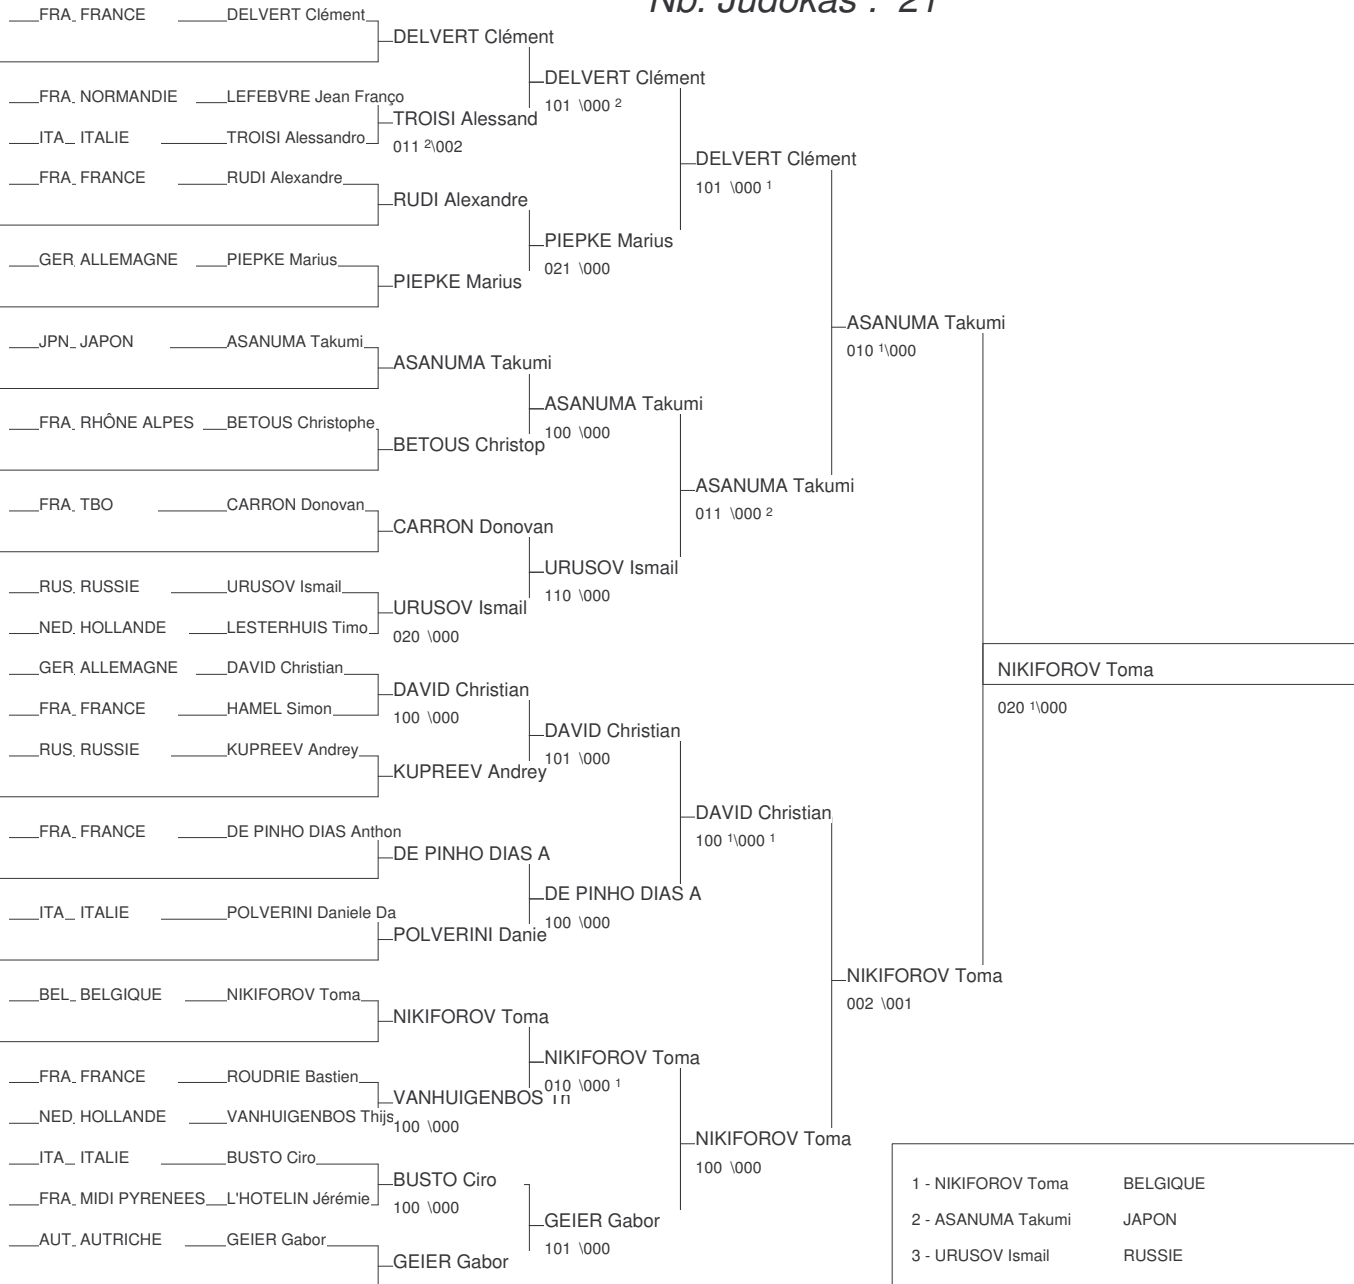 Nb. Judokas : 21
FRA FRANCE DELVERT Clément
DELVERT Clément
DELVERT Clément
FRA NORMANDIE LEFEBVRE Jean Franço
101 \000 2
TROISI Alessand
ITA ITALIE TROISI Alessandro
011 2\002
DELVERT Clément
FRA FRANCE RUDI Alexandre
101 \000 1
RUDI Alexandre
PIEPKE Marius
GER ALLEMAGNE PIEPKE Marius
021 \000
PIEPKE Marius
ASANUMA Takumi
JPN JAPON ASANUMA Takumi
010 1\000
ASANUMA Takumi
ASANUMA Takumi
FRA RHÔNE ALPES BETOUS Christophe
100 \000
BETOUS Christop
ASANUMA Takumi
FRA TBO CARRON Donovan
011 \000 2
CARRON Donovan
URUSOV Ismail
RUS RUSSIE URUSOV Ismail
110 \000
URUSOV Ismail
NED HOLLANDE LESTERHUIS Timo
020 \000
GER ALLEMAGNE DAVID Christian
NIKIFOROV Toma
DAVID Christian
FRA FRANCE HAMEL Simon
020 1\000
100 \000
DAVID Christian
RUS RUSSIE KUPREEV Andrey
101 \000
KUPREEV Andrey
DAVID Christian
FRA FRANCE DE PINHO DIAS Anthon
100 1\000 1
DE PINHO DIAS A
DE PINHO DIAS A
ITA ITALIE POLVERINI Daniele Da
100 \000
POLVERINI Danie
NIKIFOROV Toma
BEL BELGIQUE NIKIFOROV Toma
002 \001
NIKIFOROV Toma
NIKIFOROV Toma
FRA FRANCE ROUDRIE Bastien
010 \000 1
VANHUIGENBOS Th
NED HOLLANDE VANHUIGENBOS Thijs
100 \000
NIKIFOROV Toma
ITA ITALIE BUSTO Ciro
100 \000
BUSTO Ciro
1 - NIKIFOROV Toma BELGIQUE
FRA MIDI PYRENEES L'HOTELIN Jérémie
100 \000
GEIER Gabor
2 - ASANUMA Takumi JAPON
AUT AUTRICHE GEIER Gabor
101 \000
3 - URUSOV Ismail RUSSIE
GEIER Gabor